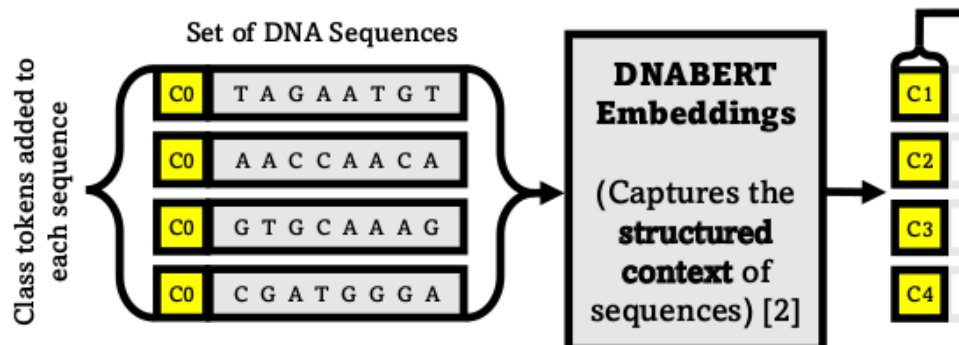 Set of DNA Sequences
Class tokens added to
each sequence
C0 T A G A A T G T
C0 A A C C A A C A
C0 G T G C A A A G
C0 C G A T G G G A
DNABERT
Embeddings
(Captures the
structured
context of
sequences) [2]
C1
C2
C3
C4